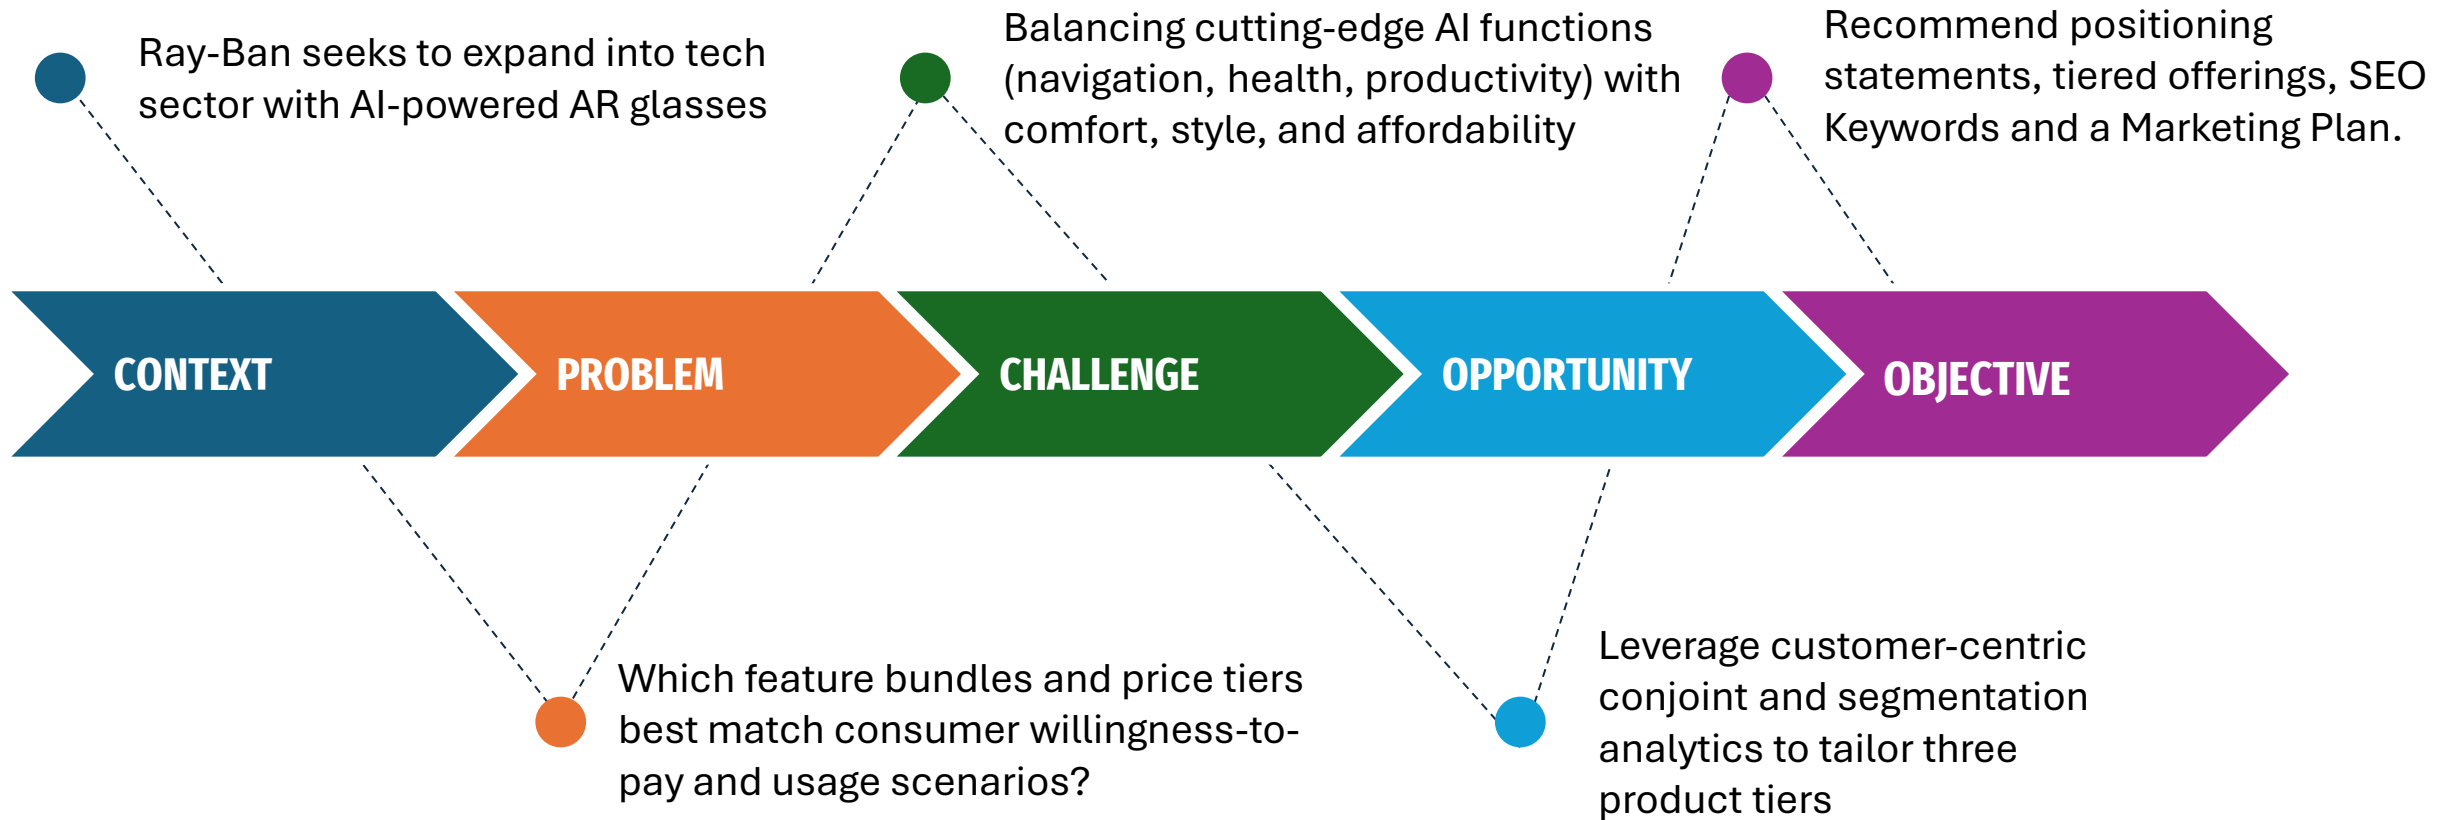 Ray-Ban seeks to expand into tech
sector with AI-powered AR glasses
Balancing cutting-edge AI functions
(navigation, health, productivity) with
comfort, style, and affordability
Recommend positioning
statements, tiered offerings, SEO
Keywords and a Marketing Plan.
CONTEXT
PROBLEM
CHALLENGE
OPPORTUNITY
OBJECTIVE
Which feature bundles and price tiers
best match consumer willingness-to-
pay and usage scenarios?
Leverage customer-centric
conjoint and segmentation
analytics to tailor three
product tiers